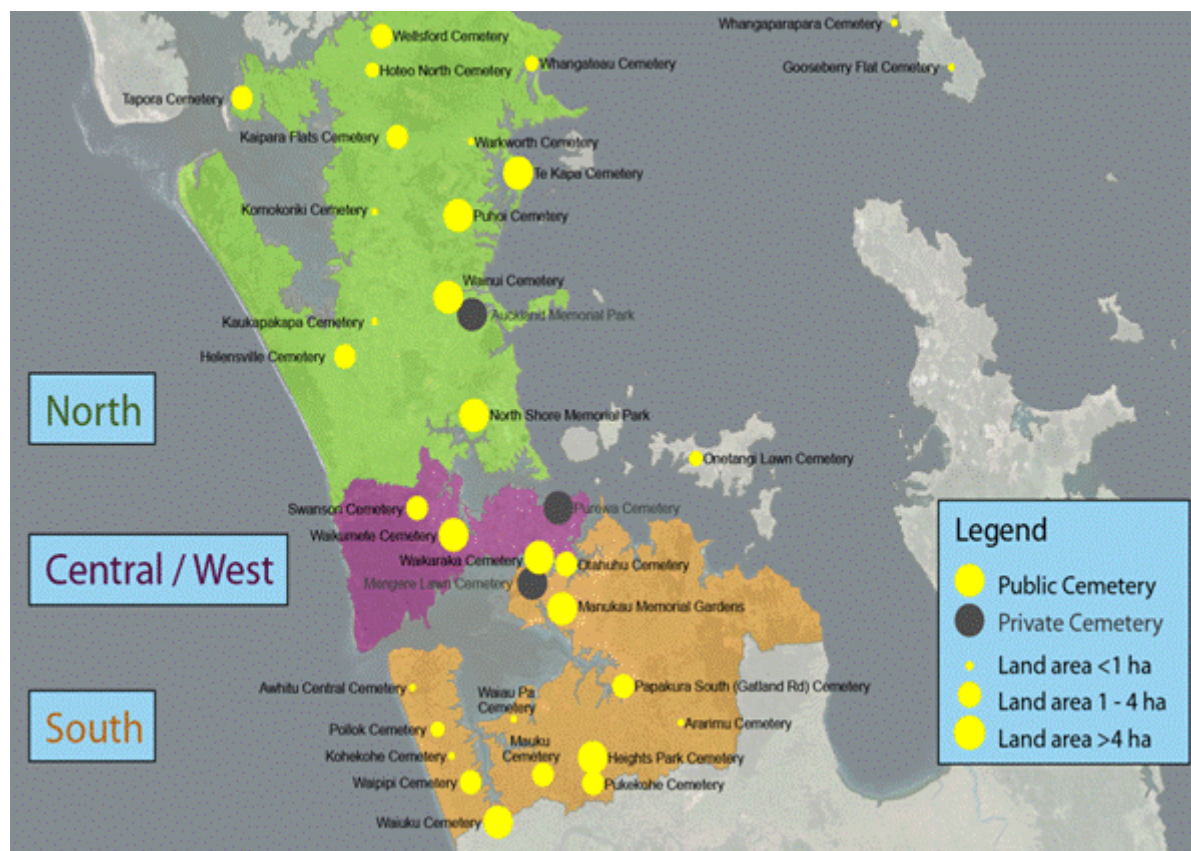 Whangaparapara Cemetery
Wellsford Cemetery
Whangateau Cemetery
Gooseberry Flat Cemetery
Hoteo North Cemetery
Tapora Cemetery
Kaipara Flats Cemetery
Warkworth Cemetery
Te Kapa Cemetery
Komokoriki Cemetery
Puhoi Cemetery
Wainui Cemetery
Auckland Memorial Park
Kaukapakapa Cemetery
Helensville Cemetery
North
North Shore Memorial Park
Onetangi Lawn Cemetery
Swanson Cemetery
Purewa Cemetery
Waikumete Cemetery
Waikaraka Cemetery
Otahuhu Cemetery
Central / West
Mangere Lawn Cemetery
Manukau Memorial Gardens
Awhitu Central Cemetery
Waiau Pa
Cemetery
Papakura South (Gatland Rd) Cemetery
South
Pollok Cemetery
Ararimu Cemetery
Mauku
Cemetery
Kohekohe Cemetery
Heights Park Cemetery
Waipipi Cemetery
Pukekohe Cemetery
Waiuku Cemetery
Legend
Public Cemetery
Private Cemetery
Land area <1 ha
Land area 1 - 4 ha
Land area >4 ha